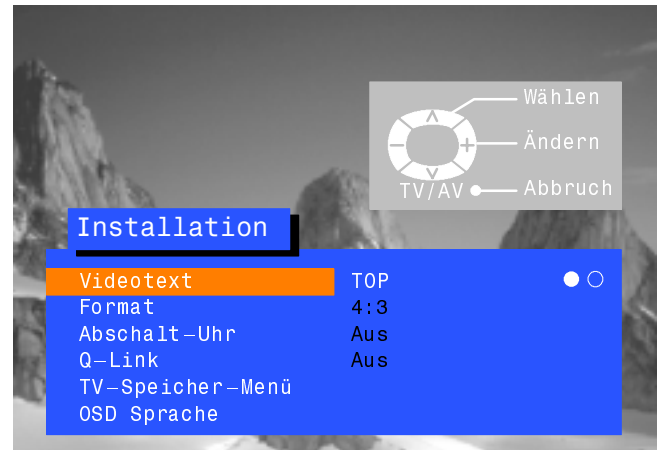 Wählen
Ändern
TV/AV Abbruch
Installation
Videotext TOP
Format 4:3
Abschalt-Uhr Aus
Q-Link Aus
TV-Speicher-Menü
OSD Sprache